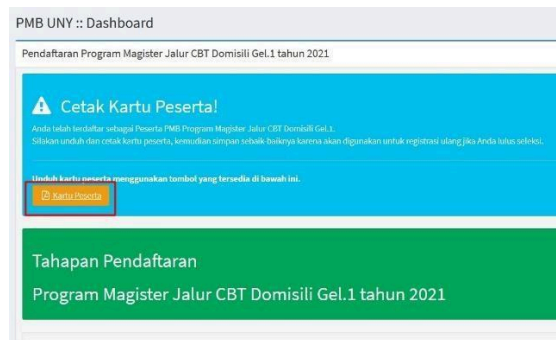 PMB UNY :: Dashboard
Pendaftaran Program Magister Jalur CBT Domisili Gel.1 tahun 2021
Cetak Kartu Peserta!
Anda telah terdaftar sebagai Peserta PMB Program Magister Jalur CBT Domisili Gel.1.
Silakan unduh dan cetak kartu peserta, kemudian simpan sebaik-baiknya karena akan digunakan untuk registrasi ulang jika Anda lulus seleksi.
Unduh kartu peserta menggunakan tombol yang tersedia di bawah ini.
Kartu Peserta
Tahapan Pendaftaran
Program Magister Jalur CBT Domisili Gel.1 tahun 2021